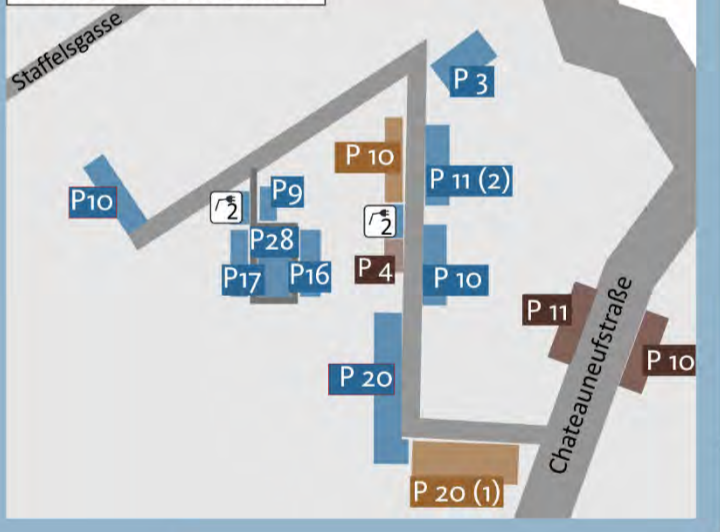 Staffelsgasse
P 3
P 10
P 11 (2)
P10
P9
2
2
P28
P 4
P17
P16
P 10
P 11
P 10
P 20
Chateauneufstraße
P 20 (1)